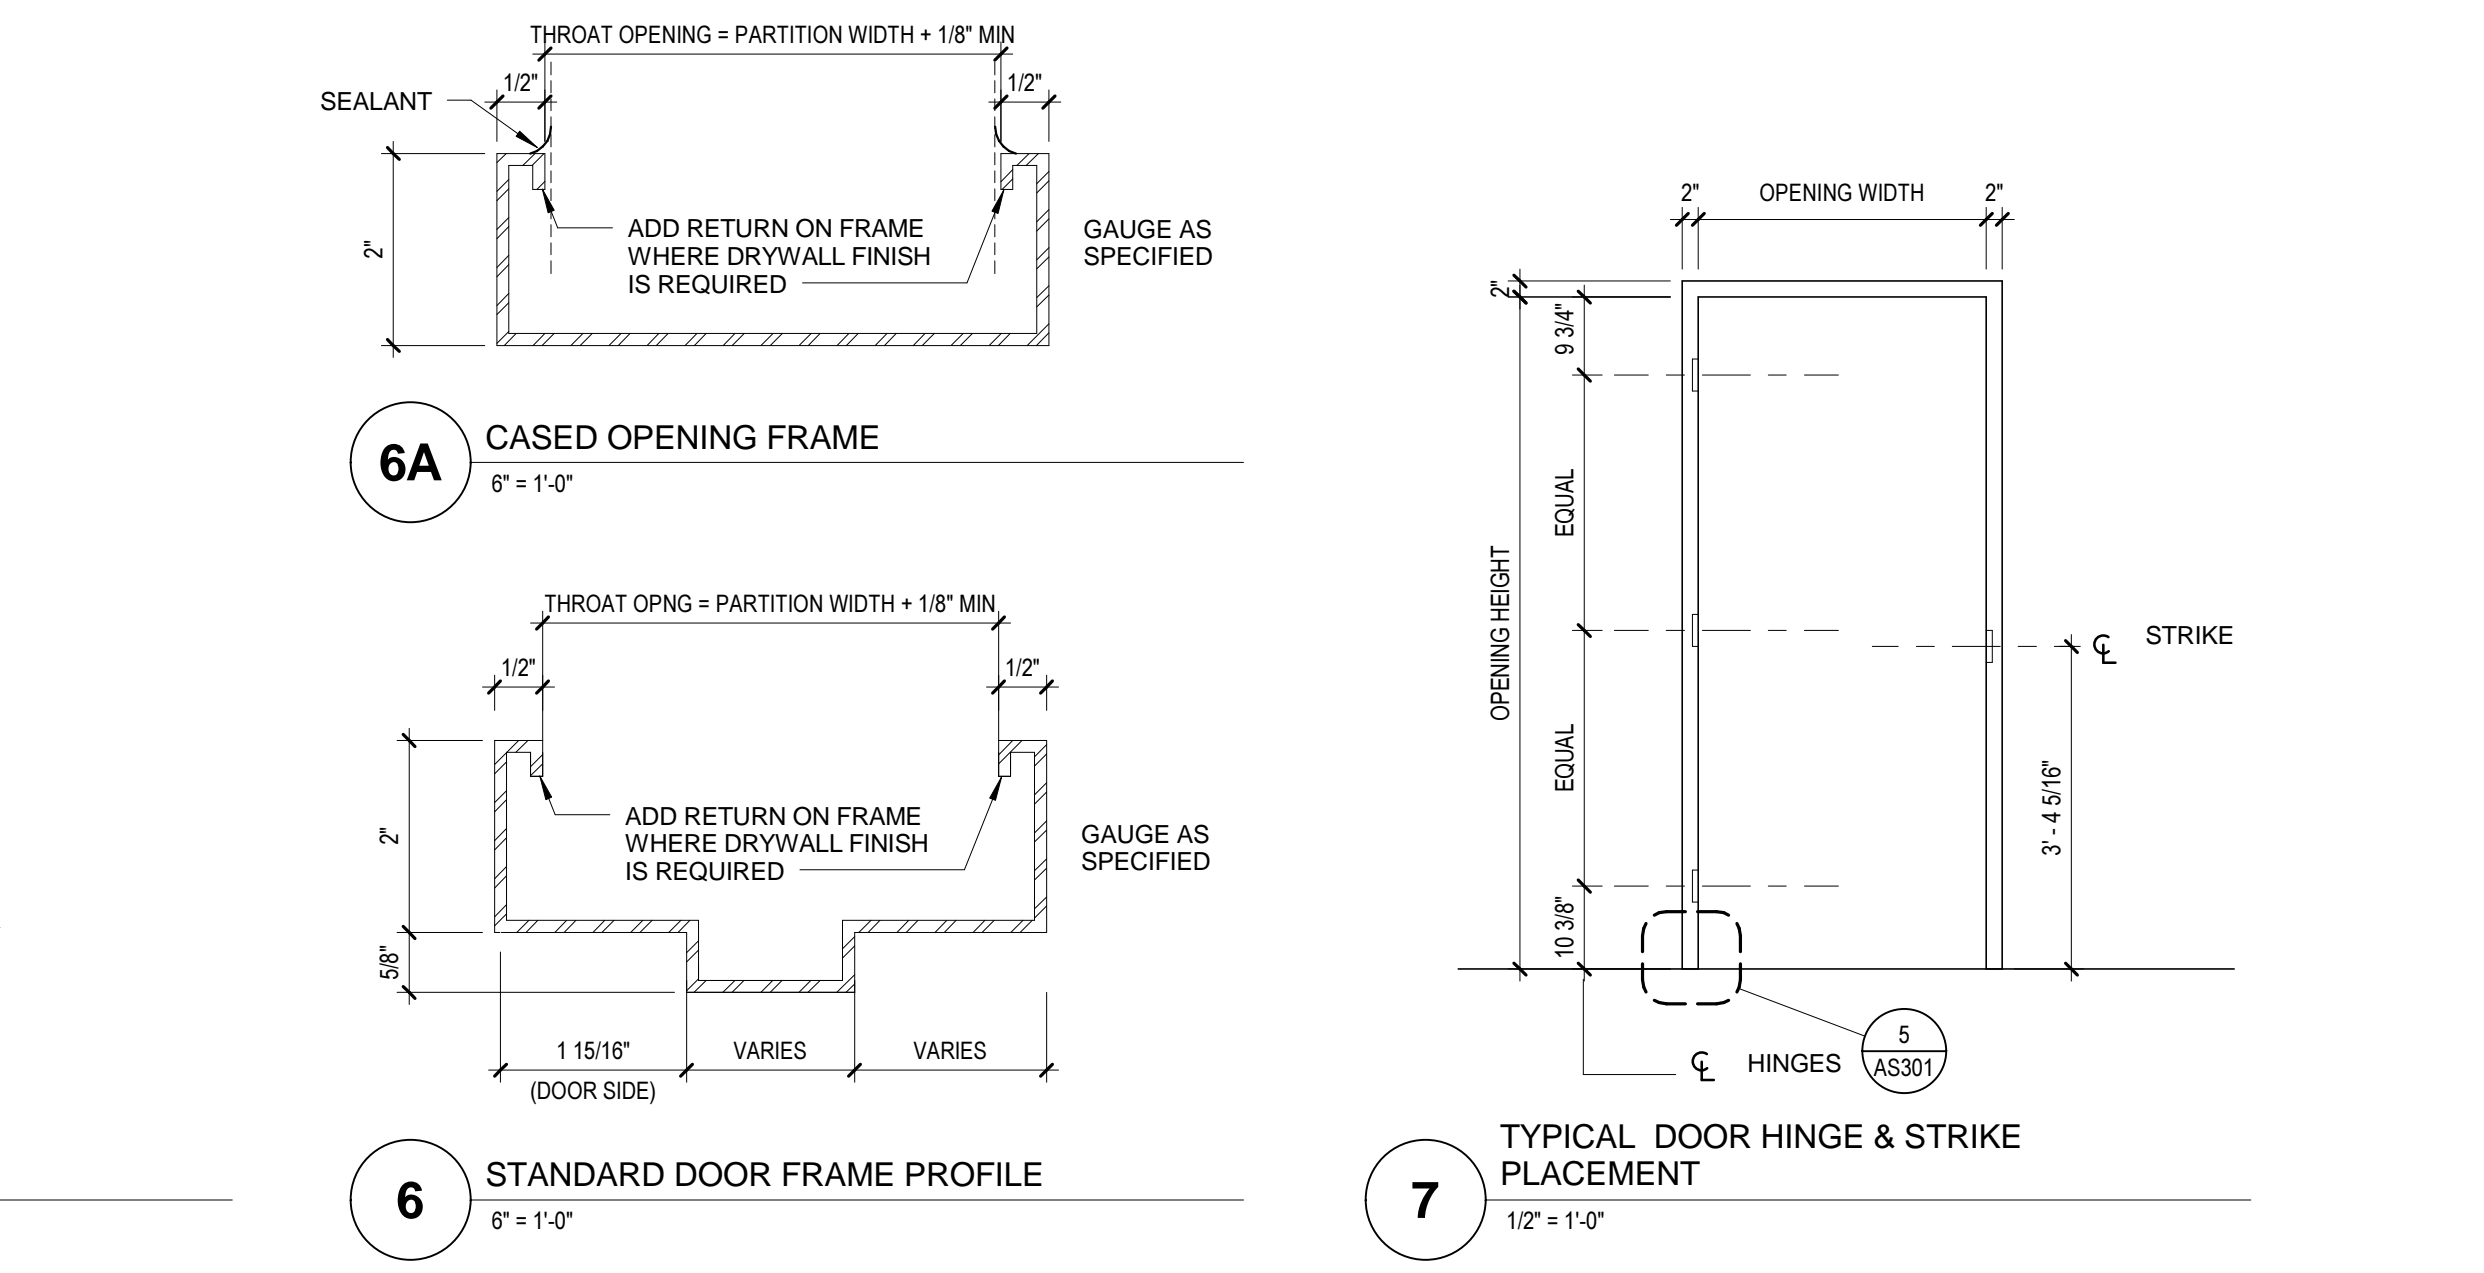 THROAT OPENING = PARTITION WIDTH + 1/8" MIN
1/2"
1/2"
SEALANT
2"
ADD RETURN ON FRAME
WHERE DRYWALL FINISH
IS REQUIRED
GAUGE AS
SPECIFIED
6A
CASED OPENING FRAME
6" = 1'-0"
THROAT OPNG = PARTITION WIDTH + 1/8" MIN
1/2"
1/2"
2"
5/8"
ADD RETURN ON FRAME
WHERE DRYWALL FINISH
IS REQUIRED
GAUGE AS
SPECIFIED
1 15/16"
VARIES
VARIES
(DOOR SIDE)
6
STANDARD DOOR FRAME PROFILE
6" = 1'-0"
2"
OPENING WIDTH
2"
2"
9 3/4"
EQUAL
OPENING HEIGHT
EQUAL
10 3/8"
℄ STRIKE
3' - 4 5/16"
℄ HINGES
5
AS301
7
TYPICAL DOOR HINGE & STRIKE
PLACEMENT
1/2" = 1'-0"